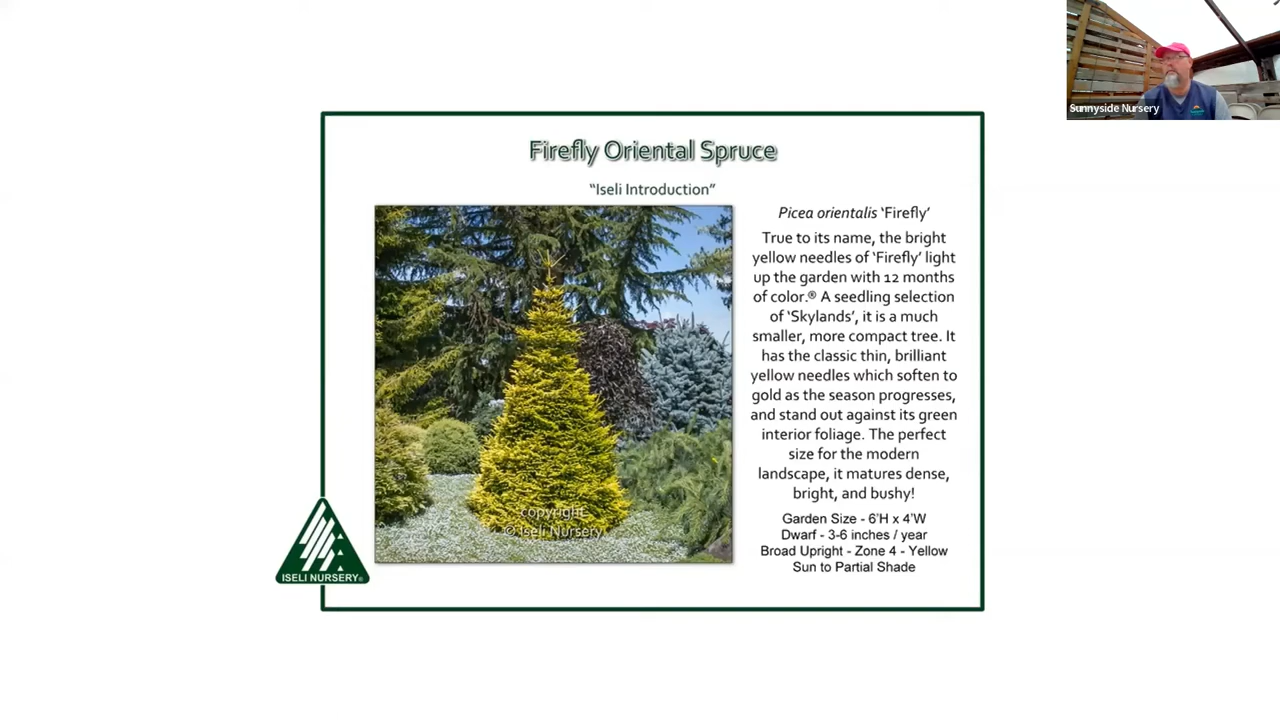 Sunnyside Nursery
Firefly Oriental Spruce
“Iseli Introduction”
Picea orientalis ‘Firefly’
True to its name, the bright
yellow needles of ‘Firefly’ light
up the garden with 12 months
of color.® A seedling selection
of ‘Skylands’, it is a much
smaller, more compact tree. It
has the classic thin, brilliant
yellow needles which soften to
gold as the season progresses,
and stand out against its green
interior foliage. The perfect
size for the modern
landscape, it matures dense,
bright, and bushy!
Garden Size - 6’H x 4’W
Dwarf - 3-6 inches / year
Broad Upright - Zone 4 - Yellow
Sun to Partial Shade
copyright
© Iseli Nursery
ISELI NURSERY®